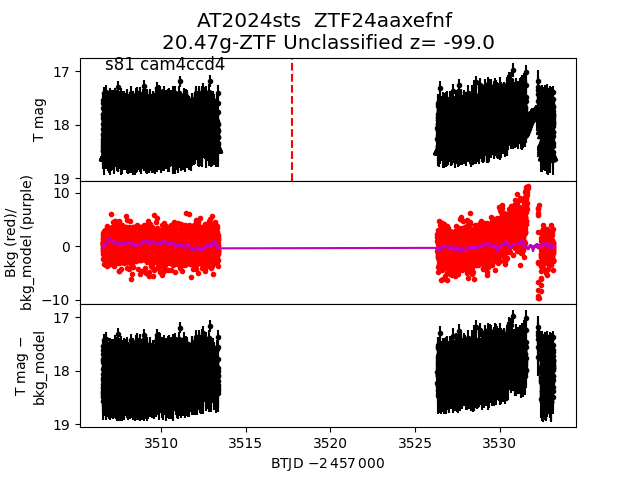 AT2024sts  ZTF24aaxefnf
20.47g-ZTF Unclassified z= -99.0
s81 cam4ccd4
T mag
17
18
19
Bkg (red)/
bkg_model (purple)
10
0
−10
T mag −
bkg_model
17
18
19
3510 3515 3520 3525 3530
BTJD −2 457 000